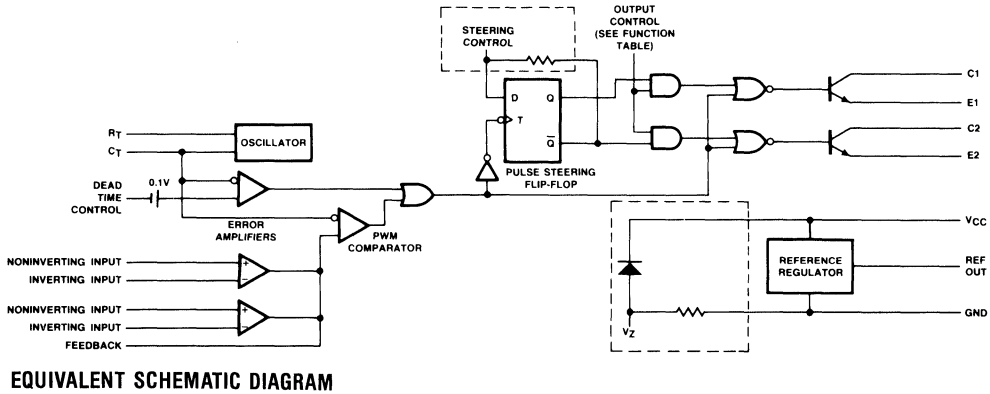 OUTPUT
CONTROL
(SEE FUNCTION
TABLE)
STEERING
CONTROL
C1
E1
D Q
T
Q̅
C2
E2
PULSE STEERING
FLIP-FLOP
RT
CT
OSCILLATOR
0.1V
DEAD
TIME
CONTROL
ERROR
AMPLIFIERS
PWM
COMPARATOR
NONINVERTING INPUT +
INVERTING INPUT −
NONINVERTING INPUT +
INVERTING INPUT −
FEEDBACK
VCC
REFERENCE
REGULATOR
REF
OUT
GND
VZ
EQUIVALENT SCHEMATIC DIAGRAM